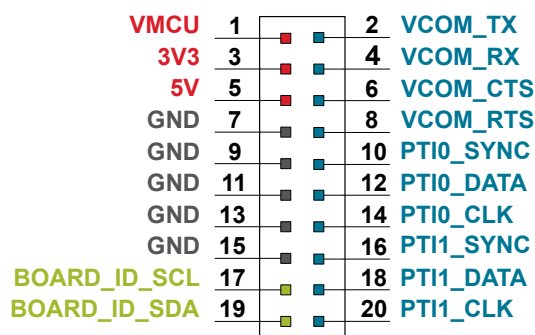 VMCU 1 2 VCOM_TX
3V3 3 4 VCOM_RX
5V 5 6 VCOM_CTS
GND 7 8 VCOM_RTS
GND 9 10 PTI0_SYNC
GND 11 12 PTI0_DATA
GND 13 14 PTI0_CLK
GND 15 16 PTI1_SYNC
BOARD_ID_SCL 17 18 PTI1_DATA
BOARD_ID_SDA 19 20 PTI1_CLK